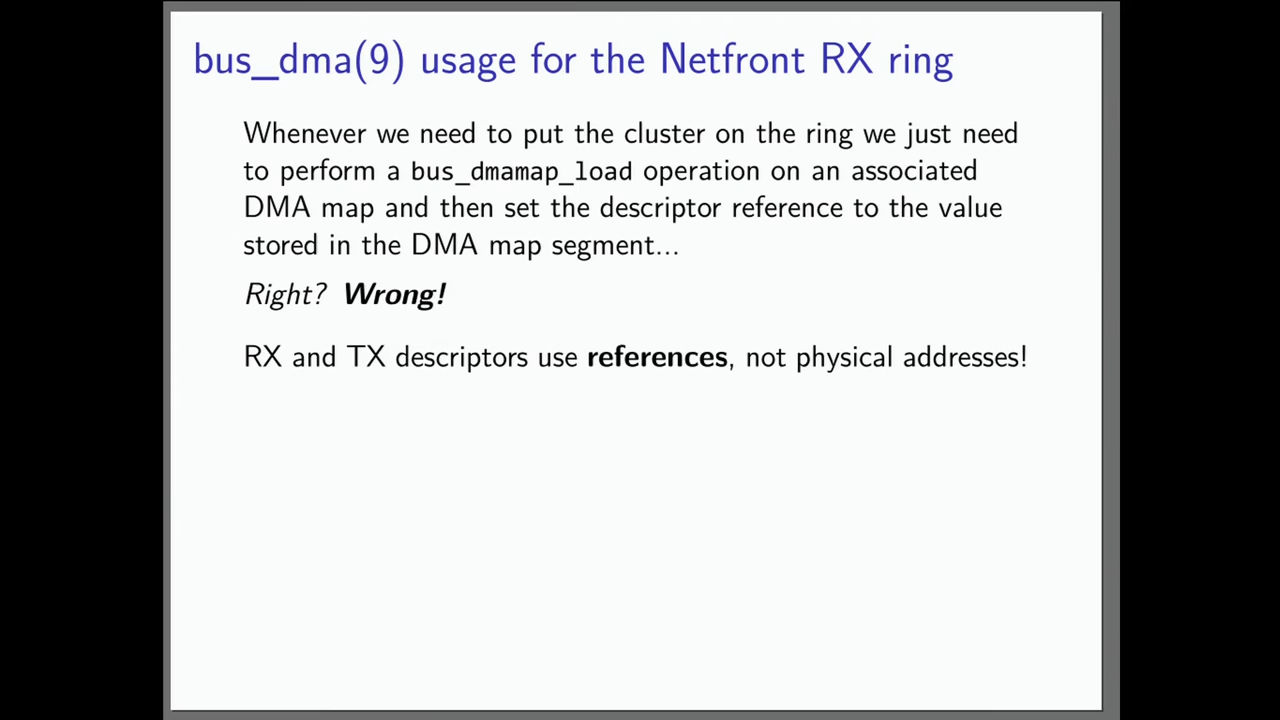 bus_dma(9) usage for the Netfront RX ring
Whenever we need to put the cluster on the ring we just need
to perform a bus_dmamap_load operation on an associated
DMA map and then set the descriptor reference to the value
stored in the DMA map segment...
Right? Wrong!
RX and TX descriptors use references, not physical addresses!